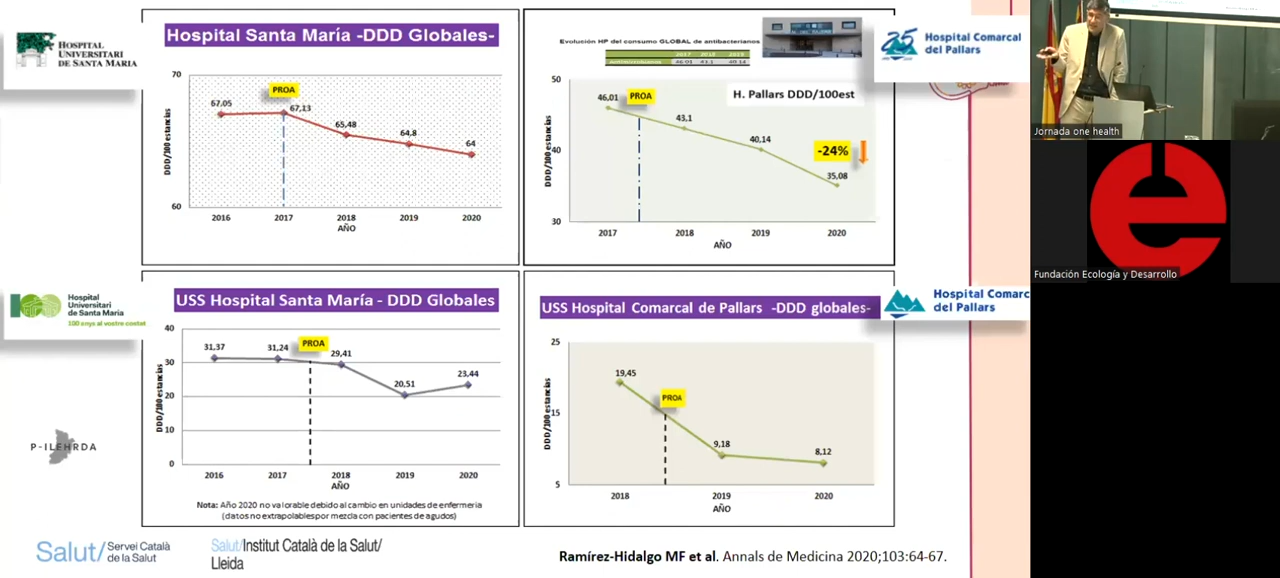 HOSPITAL
UNIVERSITARI
DE SANTA MARIA
Hospital Santa María -DDD Globales-
70
PROA
67,05
67,13
65,48
64,8
64
DDD/100 estancias
60
2016 2017 2018 2019 2020
AÑO
Evolución HP del consumo GLOBAL de antibacterianos
2017 2018 2019
antimicrobianos 46.01 43.1 40.14
25 Hospital Comarcal
del Pallars
50
46,01
PROA
H. Pallars DDD/100est
43,1
DDD/100 estancias
40
40,14
-24%
35,08
30
2017 2018 2019 2020
AÑO
Jornada one health
Fundación Ecología y Desarrollo
100 Hospital
Universitari
de Santa Maria
100 anys al vostre costat
USS Hospital Santa María - DDD Globales
40
PROA
31,37
31,24
29,41
30
20,51
23,44
DDD/100 estancias
20
10
0
2016 2017 2018 2019 2020
AÑO
Nota: Año 2020 no valorable debido al cambio en unidades de enfermeria
(datos no extrapolables por mezcla con pacientes de agudos)
USS Hospital Comarcal de Pallars -DDD globales-
Hospital Comarc
del Pallars
25
19,45
PROA
DDD/100 estancias
15
9,18
8,12
5
2018 2019 2020
AÑO
P-ILEHRDA
Salut/ Servei Català
de la Salut
Salut/Institut Català de la Salut/
Lleida
Ramírez-Hidalgo MF et al. Annals de Medicina 2020;103:64-67.